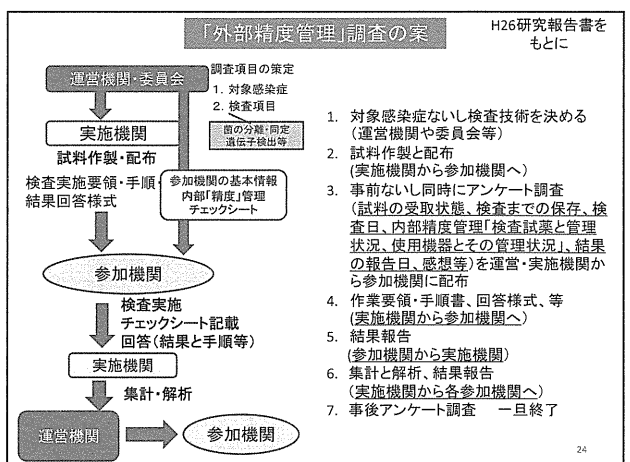 「外部精度管理」調査の案
H26研究報告書を
もとに
運営機関・委員会
調査項目の策定
1. 対象感染症
2. 検査項目
菌の分離・同定
遺伝子検出等
実施機関
試料作製・配布
検査実施要領・手順・
結果回答様式
参加機関の基本情報
内部「精度」管理
チェックシート
参加機関
検査実施
チェックシート記載
回答(結果と手順等)
実施機関
集計・解析
運営機関
参加機関
1. 対象感染症ないし検査技術を決める
(運営機関や委員会等)
2. 試料作製と配布
(実施機関から参加機関へ)
3. 事前ないし同時にアンケート調査
(試料の受取状態、検査までの保存、検
査日、内部精度管理「検査試薬と管理
状況、使用機器とその管理状況」、結果
の報告日、感想等)を運営・実施機関か
ら参加機関に配布
4. 作業要領・手順書、回答様式、等
(実施機関から参加機関へ)
5. 結果報告
(参加機関から実施機関)
6. 集計と解析、結果報告
(実施機関から各参加機関へ)
7. 事後アンケート調査 一旦終了
24